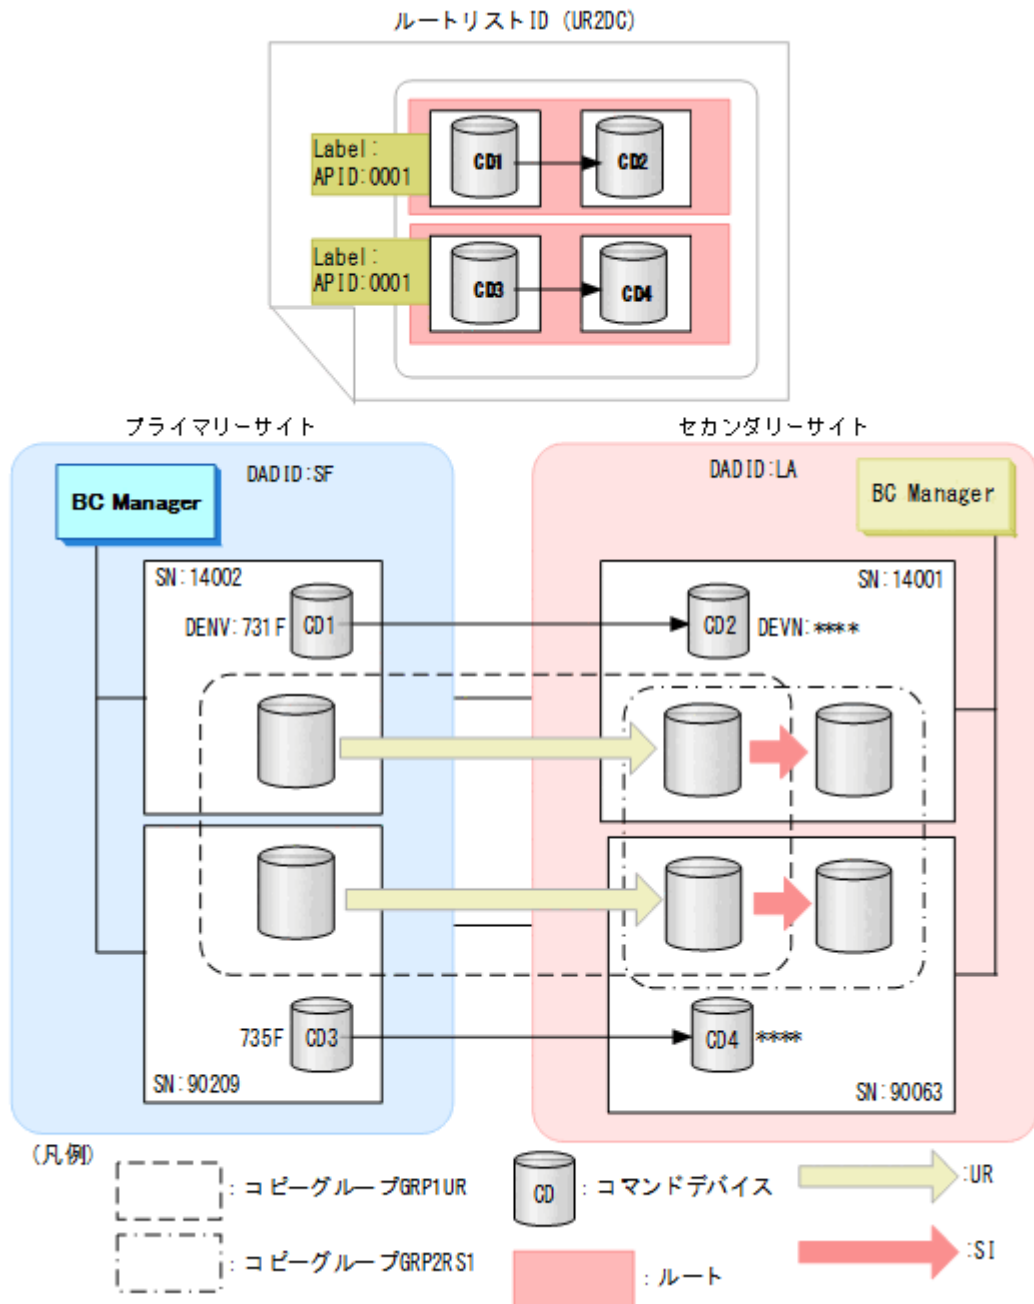 ルートリストID (UR2DC)
Label:
APID:0001
CD1
CD2
Label:
APID:0001
CD3
CD4
プライマリーサイト
セカンダリーサイト
BC Manager
DADID:SF
DADID:LA
BC Manager
SN:14002
SN:14001
DENV:731F
CD1
CD2
DEVN:****
735F
CD3
CD4
****
SN:90209
SN:90063
(凡例)
:コピーグループGRP1UR
CD
:コマンドデバイス
:UR
:コピーグループGRP2RS1
:ルート
:SI